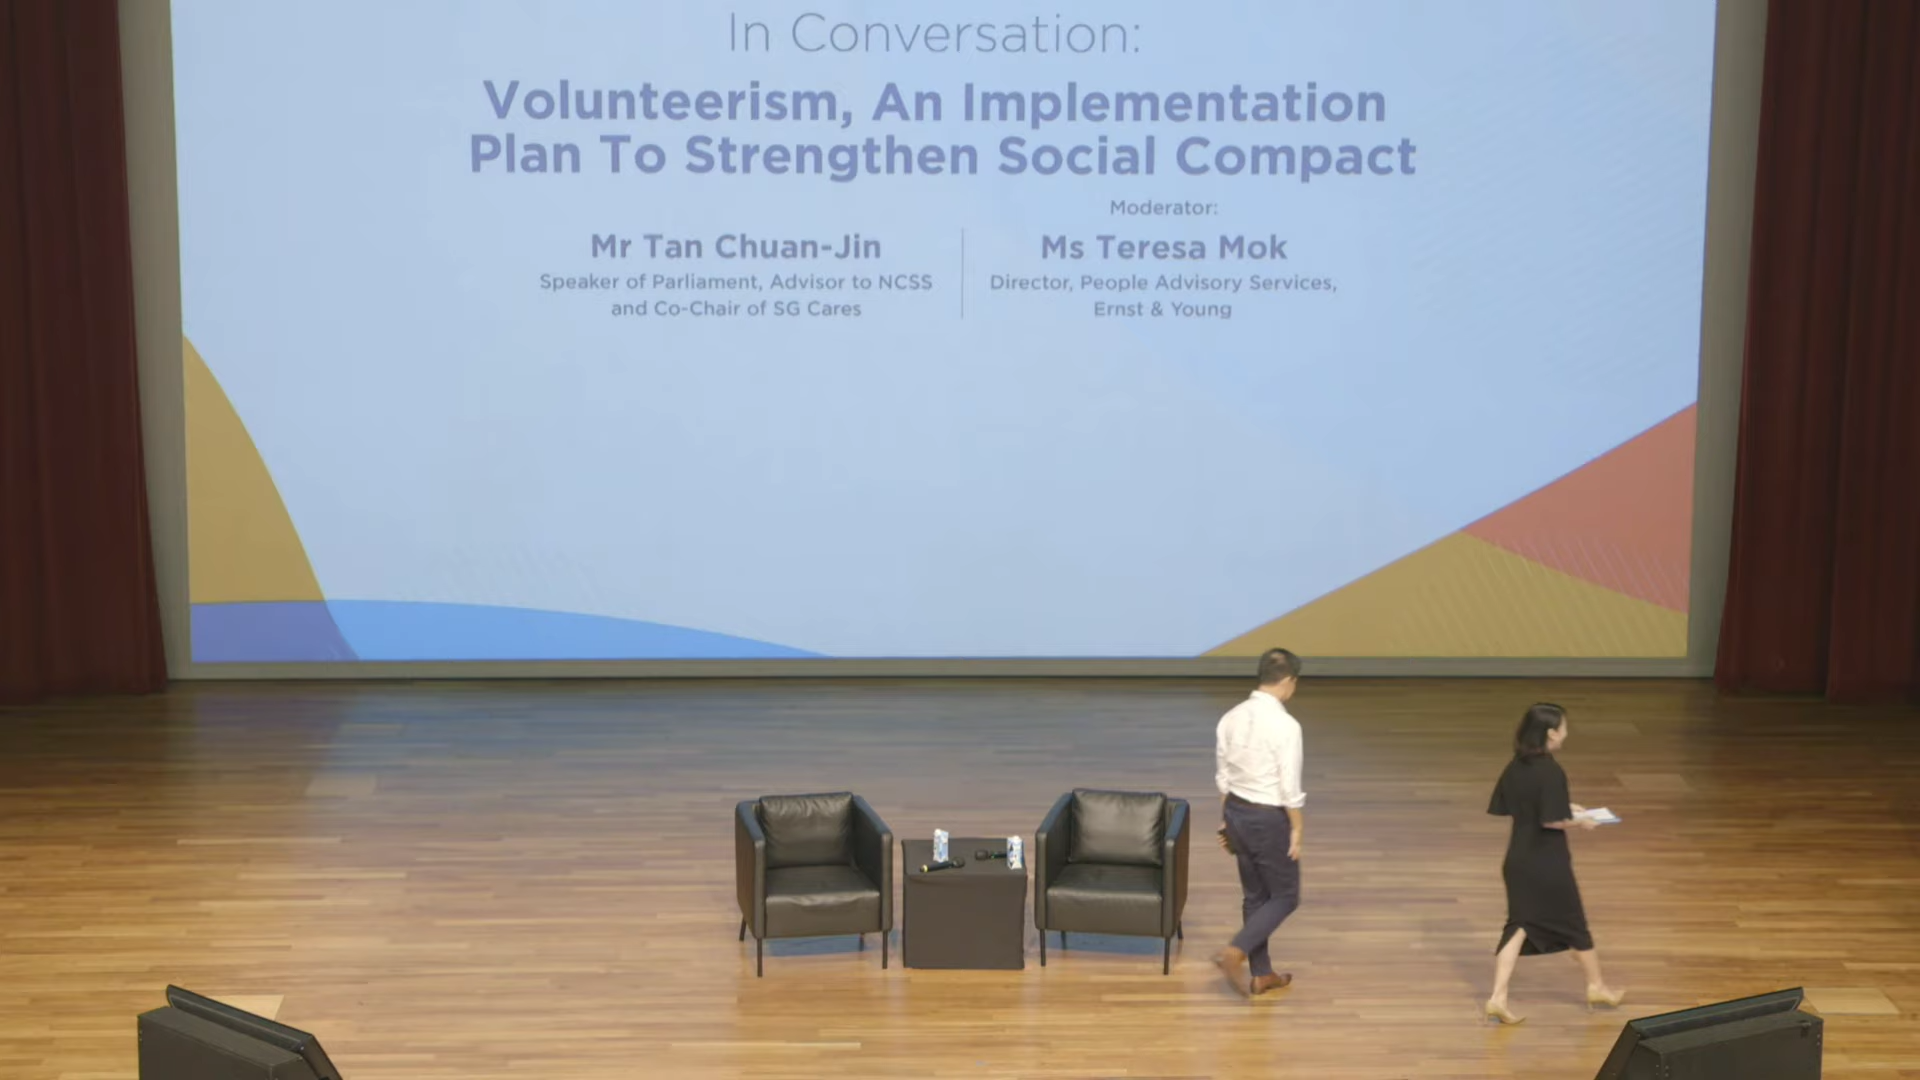 In Conversation:
Volunteerism, An Implementation
Plan To Strengthen Social Compact
Mr Tan Chuan-Jin
Speaker of Parliament, Advisor to NCSS
and Co-Chair of SG Cares
Moderator:
Ms Teresa Mok
Director, People Advisory Services,
Ernst & Young